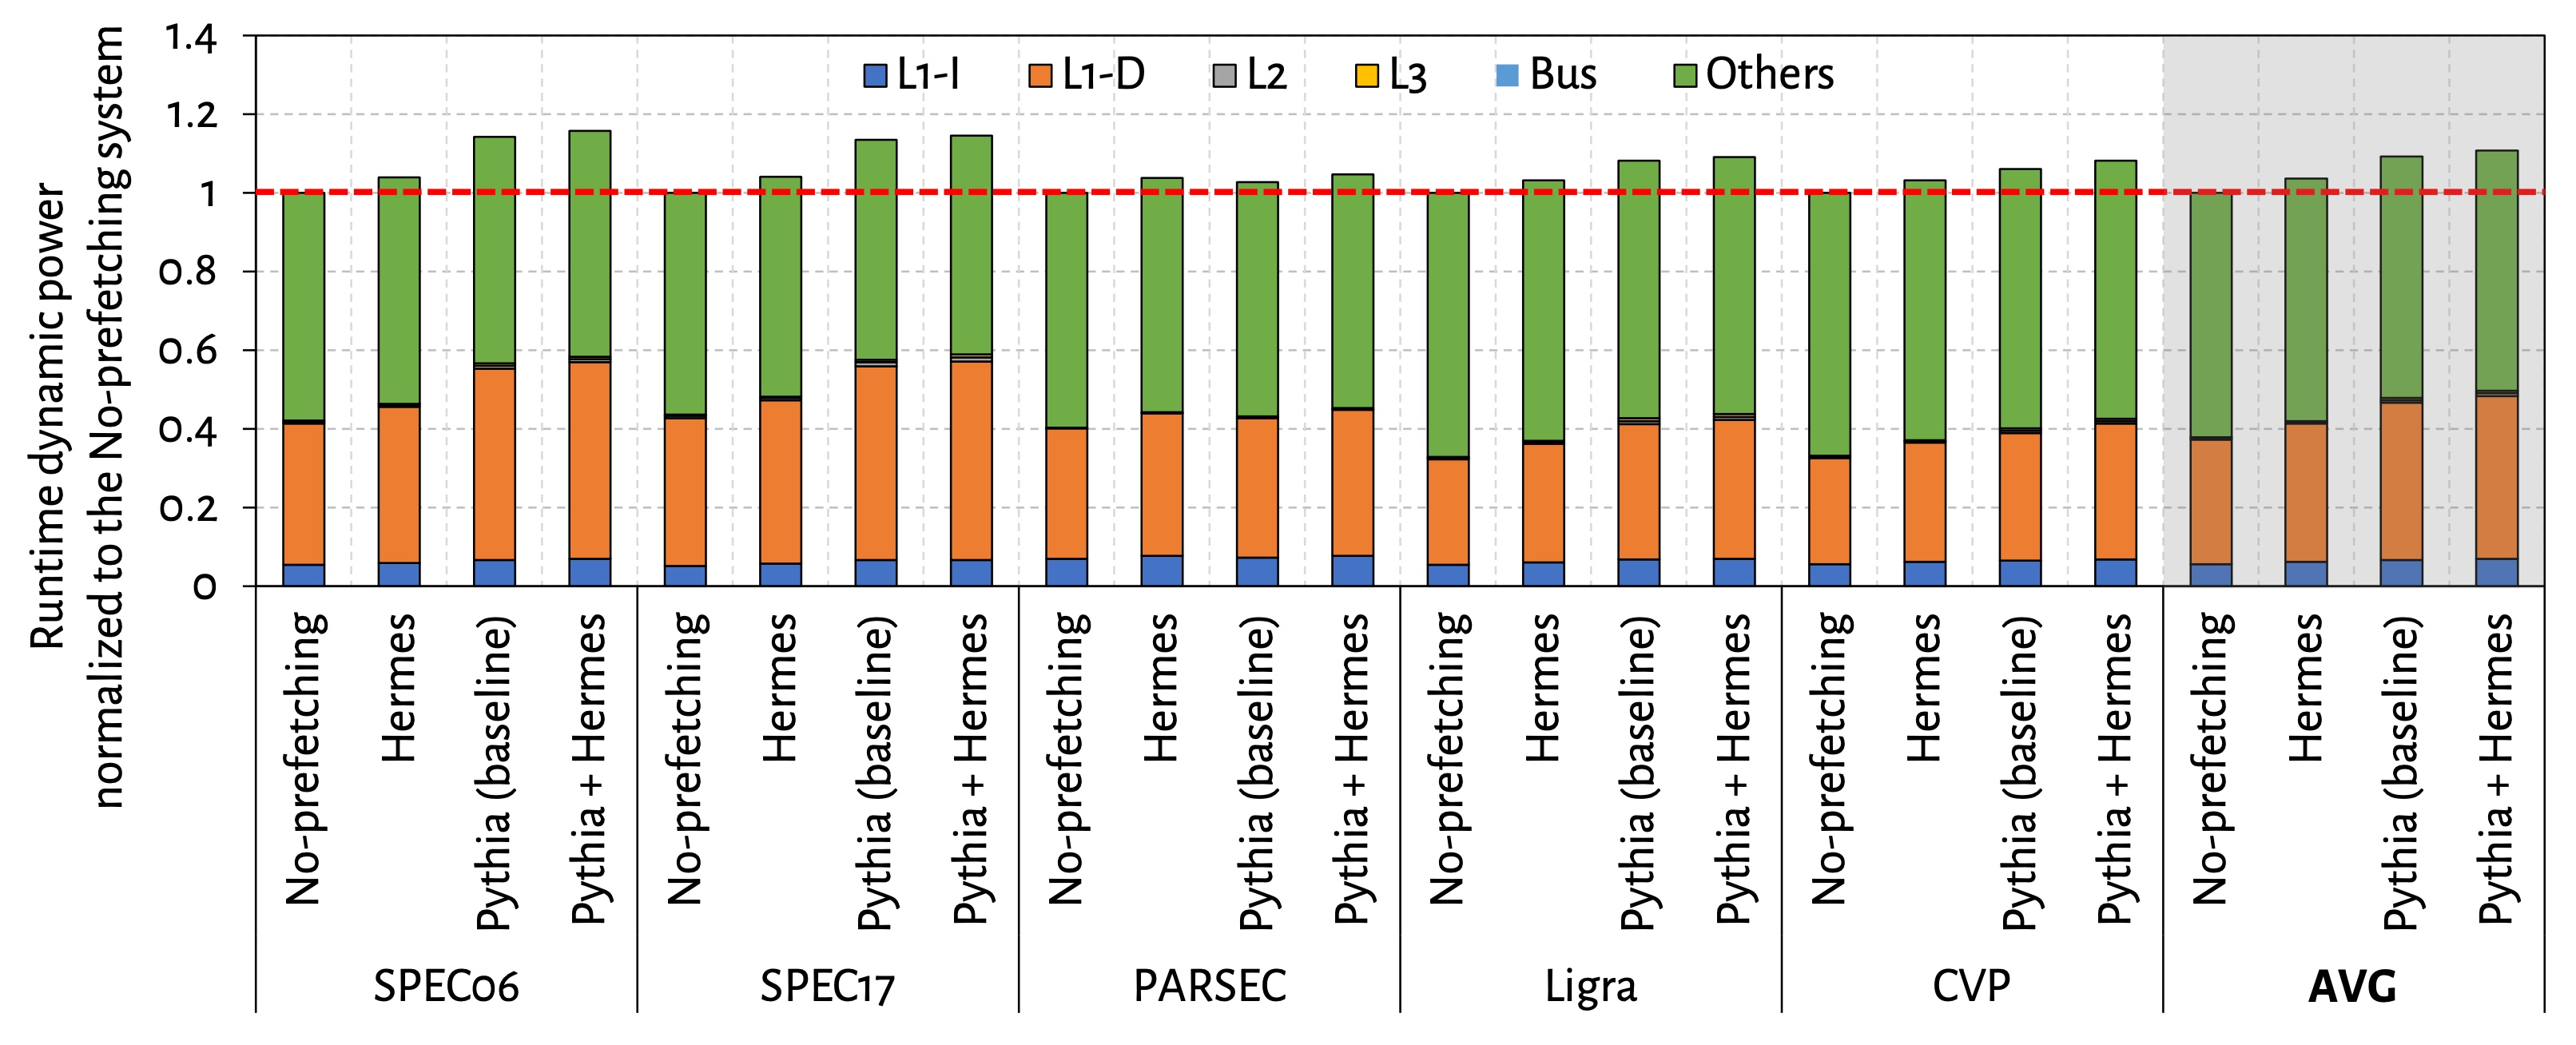 Runtime dynamic power
normalized to the No-prefetching system
1.4
1.2
1
0.8
0.6
0.4
0.2
0
L1-I L1-D L2 L3 Bus Others
No-prefetching
Hermes
Pythia (baseline)
Pythia + Hermes
No-prefetching
Hermes
Pythia (baseline)
Pythia + Hermes
No-prefetching
Hermes
Pythia (baseline)
Pythia + Hermes
No-prefetching
Hermes
Pythia (baseline)
Pythia + Hermes
No-prefetching
Hermes
Pythia (baseline)
Pythia + Hermes
No-prefetching
Hermes
Pythia (baseline)
Pythia + Hermes
SPEC06 SPEC17 PARSEC Ligra CVP AVG